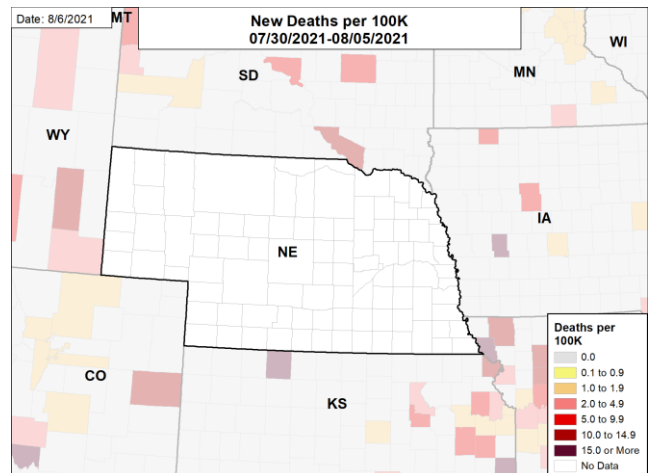 Date: 8/6/2021
New Deaths per 100K
07/30/2021-08/05/2021
MT
WI
SD
MN
WY
IA
NE
CO
KS
Deaths per
100K
0.0
0.1 to 0.9
1.0 to 1.9
2.0 to 4.9
5.0 to 9.9
10.0 to 14.9
15.0 or More
No Data